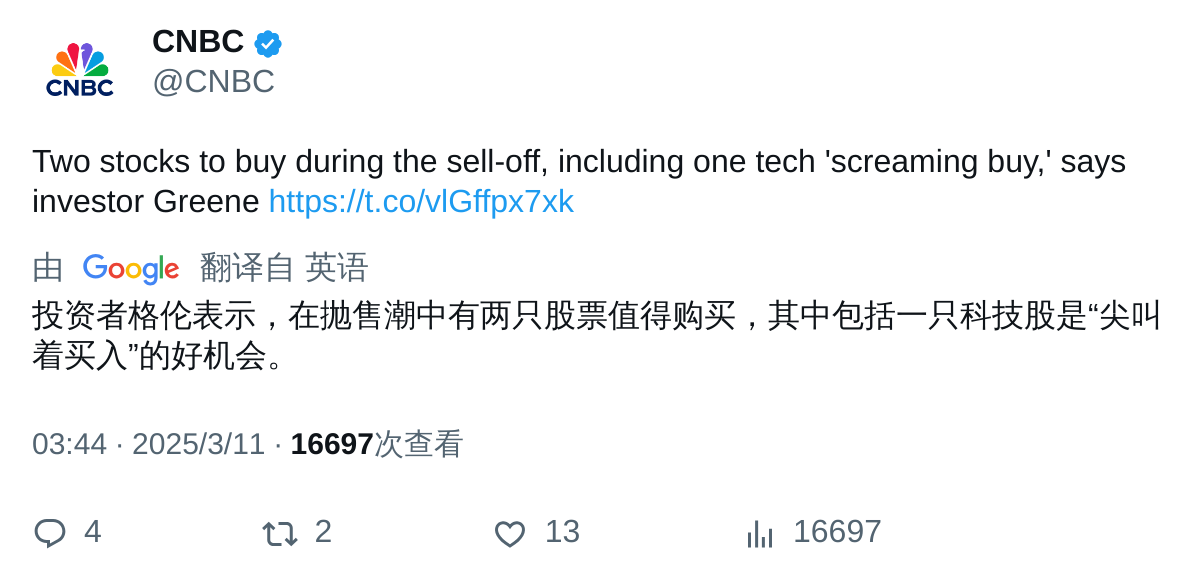 CNBC
CNBC
@CNBC
Two stocks to buy during the sell-off, including one tech 'screaming buy,' says
investor Greene https://t.co/vlGffpx7xk
由 Google 翻译自 英语
投资者格伦表示，在抛售潮中有两只股票值得购买，其中包括一只科技股是“尖叫
着买入”的好机会。
03:44 · 2025/3/11 · 16697次查看
4 2 13 16697